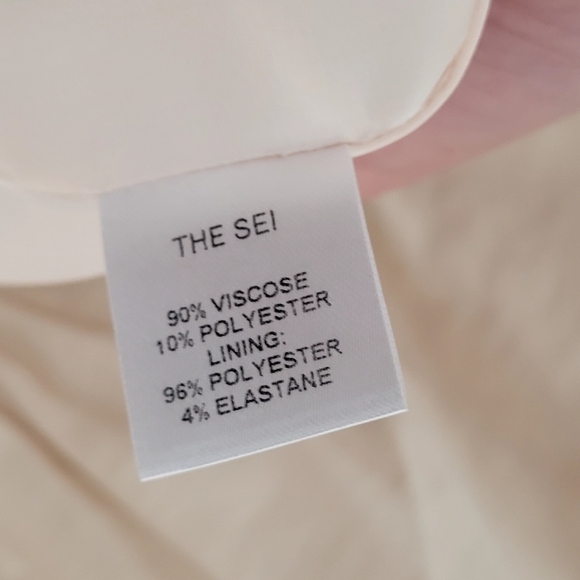 THE SEI
90% VISCOSE
10% POLYESTER
LINING:
96% POLYESTER
4% ELASTANE